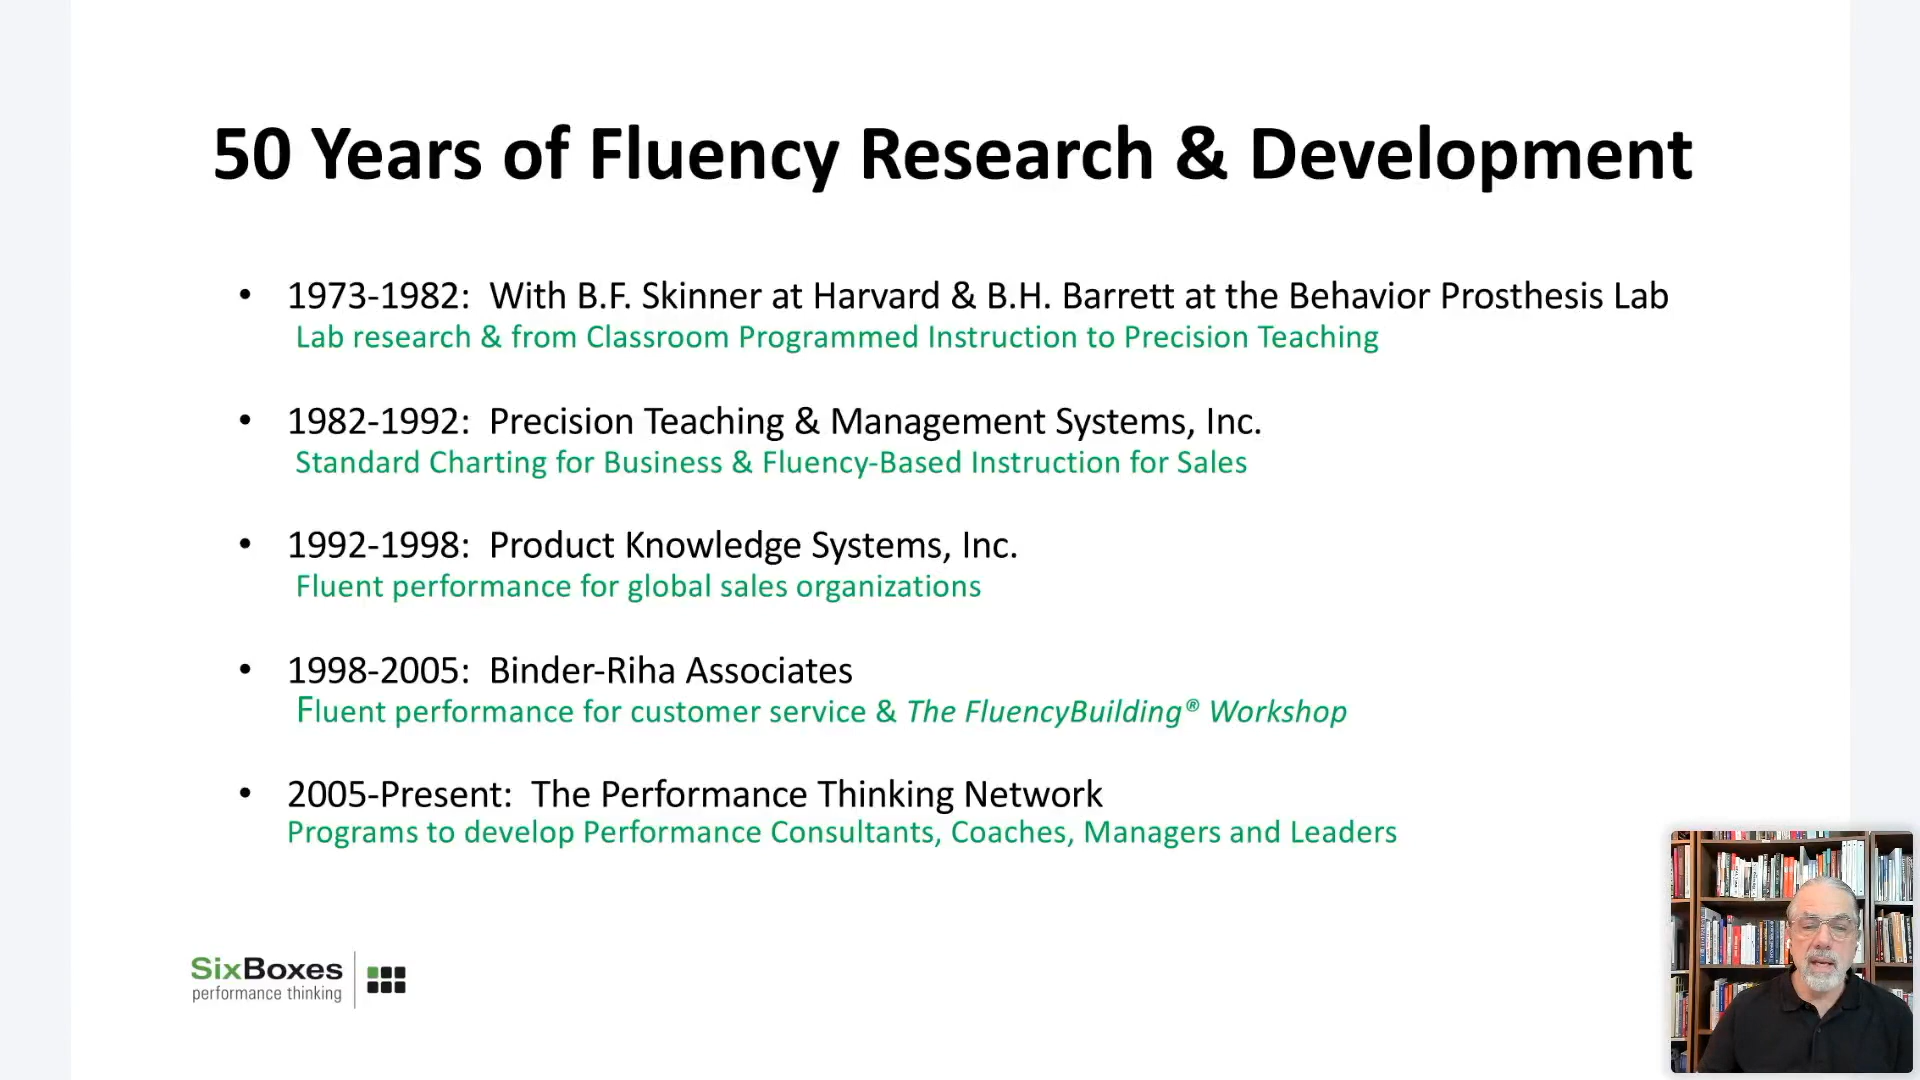 50 Years of Fluency Research & Development
• 1973-1982: With B.F. Skinner at Harvard & B.H. Barrett at the Behavior Prosthesis Lab
Lab research & from Classroom Programmed Instruction to Precision Teaching
• 1982-1992: Precision Teaching & Management Systems, Inc.
Standard Charting for Business & Fluency-Based Instruction for Sales
• 1992-1998: Product Knowledge Systems, Inc.
Fluent performance for global sales organizations
• 1998-2005: Binder-Riha Associates
Fluent performance for customer service & The FluencyBuilding® Workshop
• 2005-Present: The Performance Thinking Network
Programs to develop Performance Consultants, Coaches, Managers and Leaders
SixBoxes
performance thinking